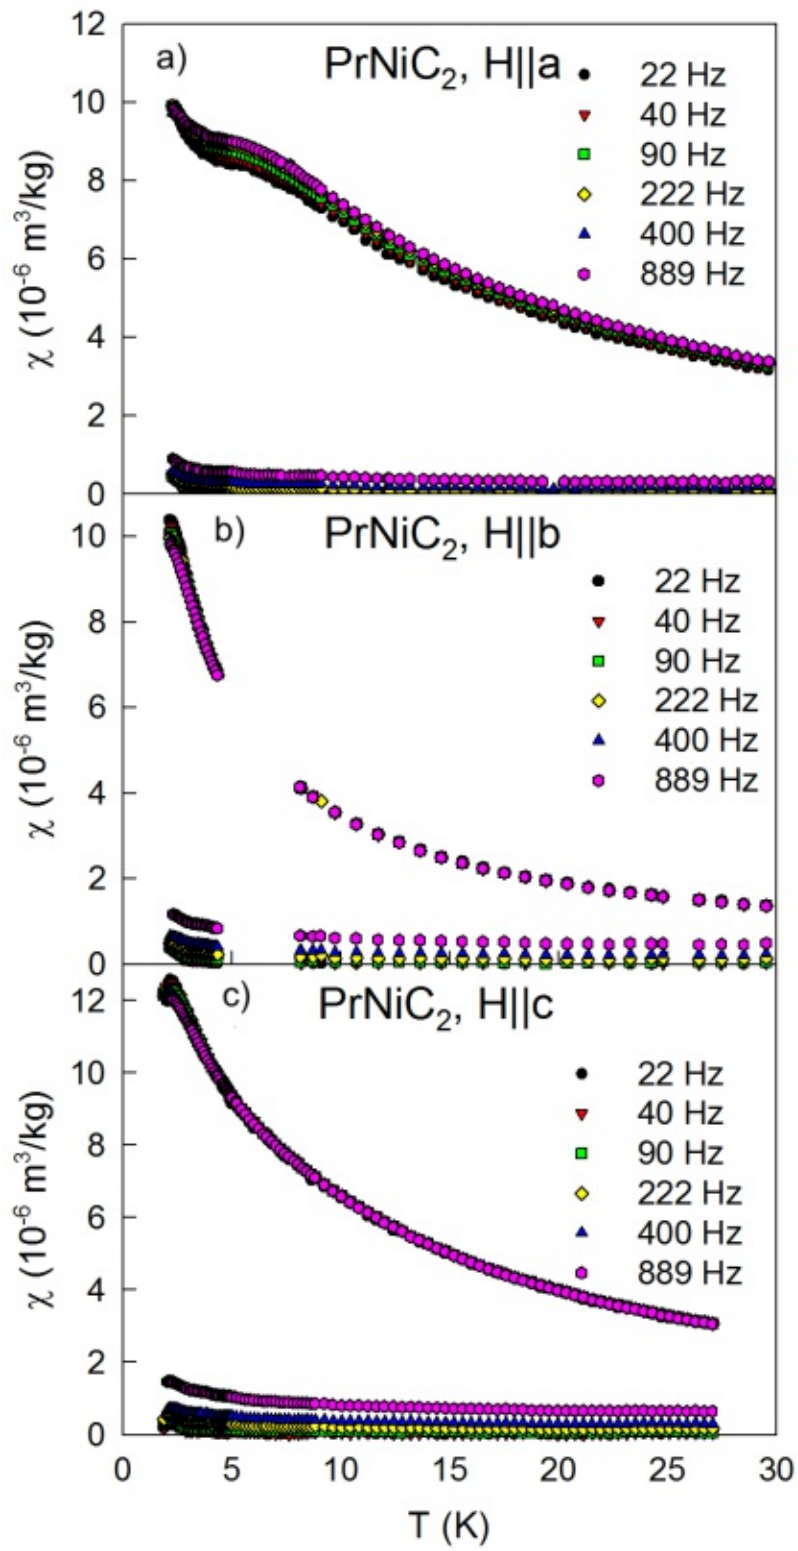 12
a)
PrNiC₂, H||a
22 Hz
40 Hz
90 Hz
222 Hz
400 Hz
889 Hz
10
8
6
4
2
0
χ (10⁻⁶ m³/kg)
b)
PrNiC₂, H||b
22 Hz
40 Hz
90 Hz
222 Hz
400 Hz
889 Hz
10
8
6
4
2
0
χ (10⁻⁶ m³/kg)
c)
PrNiC₂, H||c
22 Hz
40 Hz
90 Hz
222 Hz
400 Hz
889 Hz
12
10
8
6
4
2
0
χ (10⁻⁶ m³/kg)
0 5 10 15 20 25 30
T (K)